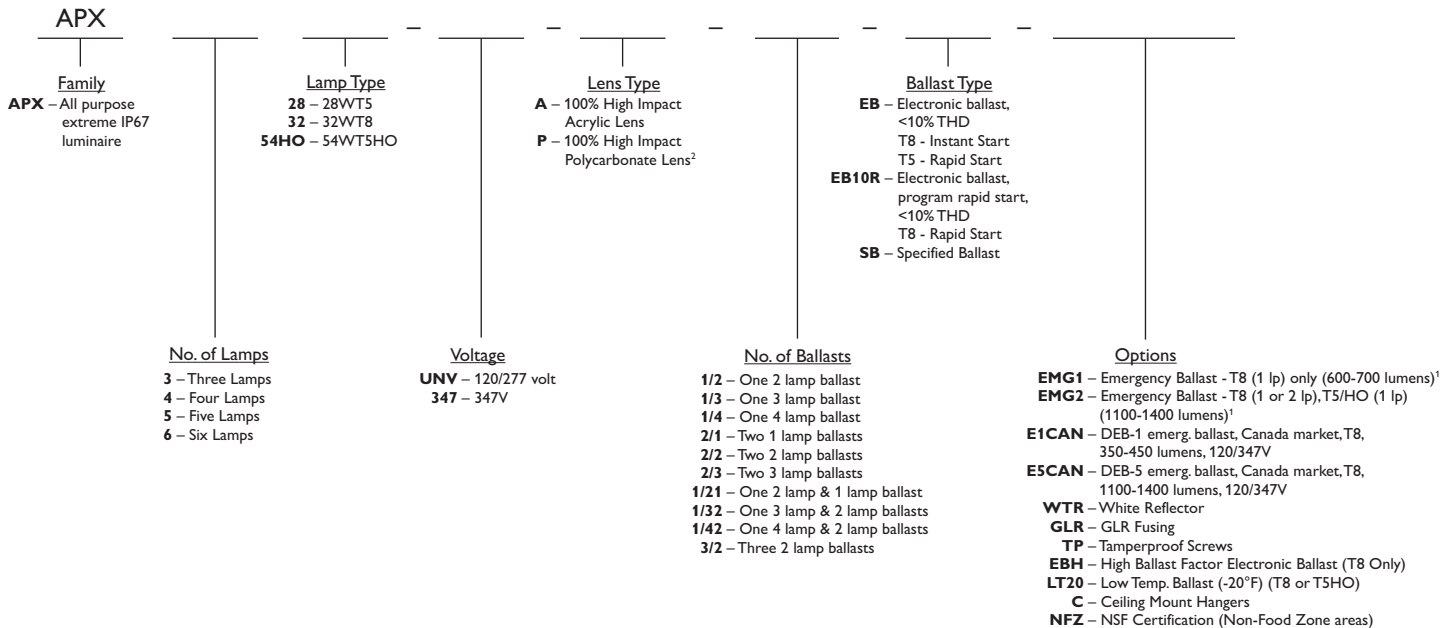 APX
– – – – –
Family
APX – All purpose
extreme IP67
luminaire
Lamp Type
28 – 28WT5
32 – 32WT8
54HO – 54WT5HO
Lens Type
A – 100% High Impact
Acrylic Lens
P – 100% High Impact
Polycarbonate Lens²
Ballast Type
EB – Electronic ballast,
<10% THD
T8 - Instant Start
T5 - Rapid Start
EB10R – Electronic ballast,
program rapid start,
<10% THD
T8 - Rapid Start
SB – Specified Ballast
No. of Lamps
3 – Three Lamps
4 – Four Lamps
5 – Five Lamps
6 – Six Lamps
Voltage
UNV – 120/277 volt
347 – 347V
No. of Ballasts
1/2 – One 2 lamp ballast
1/3 – One 3 lamp ballast
1/4 – One 4 lamp ballast
2/1 – Two 1 lamp ballasts
2/2 – Two 2 lamp ballasts
2/3 – Two 3 lamp ballasts
1/21 – One 2 lamp & 1 lamp ballast
1/32 – One 3 lamp & 2 lamp ballasts
1/42 – One 4 lamp & 2 lamp ballasts
3/2 – Three 2 lamp ballasts
Options
EMG1 – Emergency Ballast - T8 (1 lp) only (600-700 lumens)¹
EMG2 – Emergency Ballast - T8 (1 or 2 lp), T5/HO (1 lp)
(1100-1400 lumens)¹
E1CAN – DEB-1 emerg. ballast, Canada market, T8,
350-450 lumens, 120/347V
E5CAN – DEB-5 emerg. ballast, Canada market, T8,
1100-1400 lumens, 120/347V
WTR – White Reflector
GLR – GLR Fusing
TP – Tamperproof Screws
EBH – High Ballast Factor Electronic Ballast (T8 Only)
LT20 – Low Temp. Ballast (-20°F) (T8 or T5HO)
C – Ceiling Mount Hangers
NFZ – NSF Certification (Non-Food Zone areas)